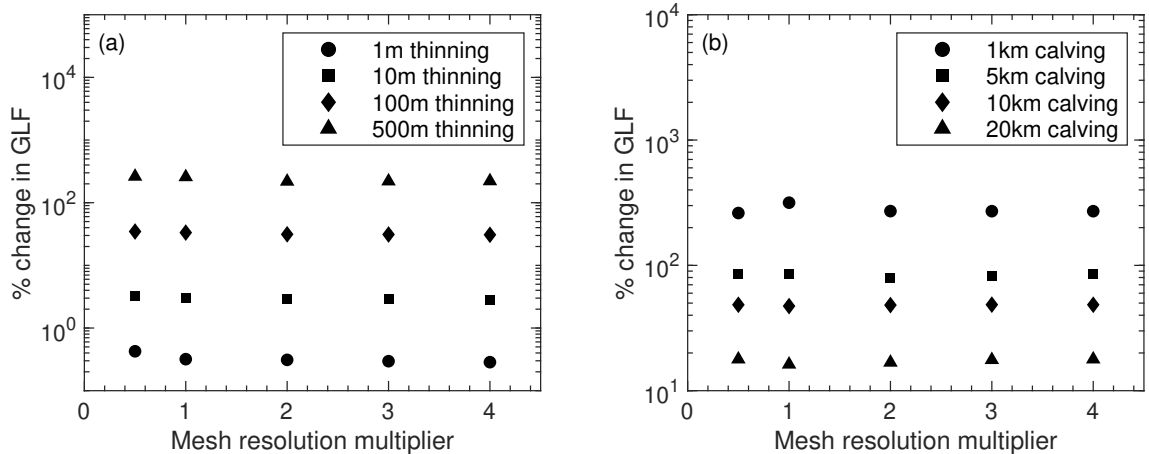 (a)
1m thinning
10m thinning
100m thinning
500m thinning
10^4
10^2
10^0
% change in GLF
0 1 2 3 4
Mesh resolution multiplier
(b)
1km calving
5km calving
10km calving
20km calving
10^4
10^3
10^2
10^1
% change in GLF
0 1 2 3 4
Mesh resolution multiplier